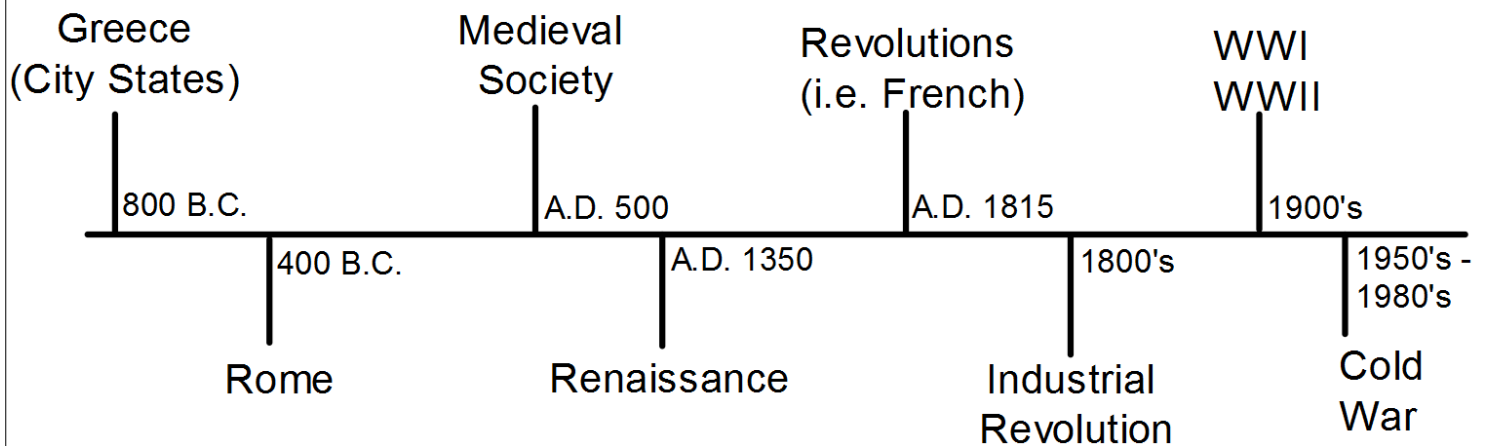 Greece
(City States)
800 B.C.
400 B.C.
Rome
Medieval
Society
A.D. 500
A.D. 1350
Renaissance
Revolutions
(i.e. French)
A.D. 1815
1800's
Industrial
Revolution
WWI
WWII
1900's
1950's -
1980's
Cold
War